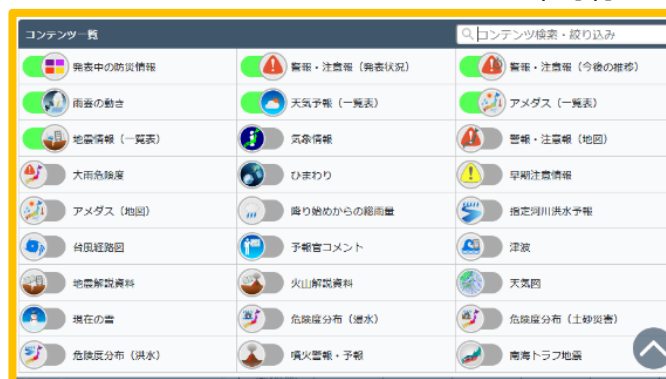 コンテンツ一覧 コンテンツ検索・絞り込み
発表中の防災情報 警報・注意報（発表状況） 警報・注意報（今後の推移）
雨雲の動き 天気予報（一覧表） アメダス（一覧表）
地震情報（一覧表） 気象情報 警報・注意報（地図）
大雨危険度 ひまわり 早期注意情報
アメダス（地図） 降り始めからの総雨量 指定河川洪水予報
台風経路図 予報官コメント 津波
地震解説資料 火山解説資料 天気図
現在の雪 危険度分布（浸水） 危険度分布（土砂災害）
危険度分布（洪水） 噴火警報・予報 南海トラフ地震